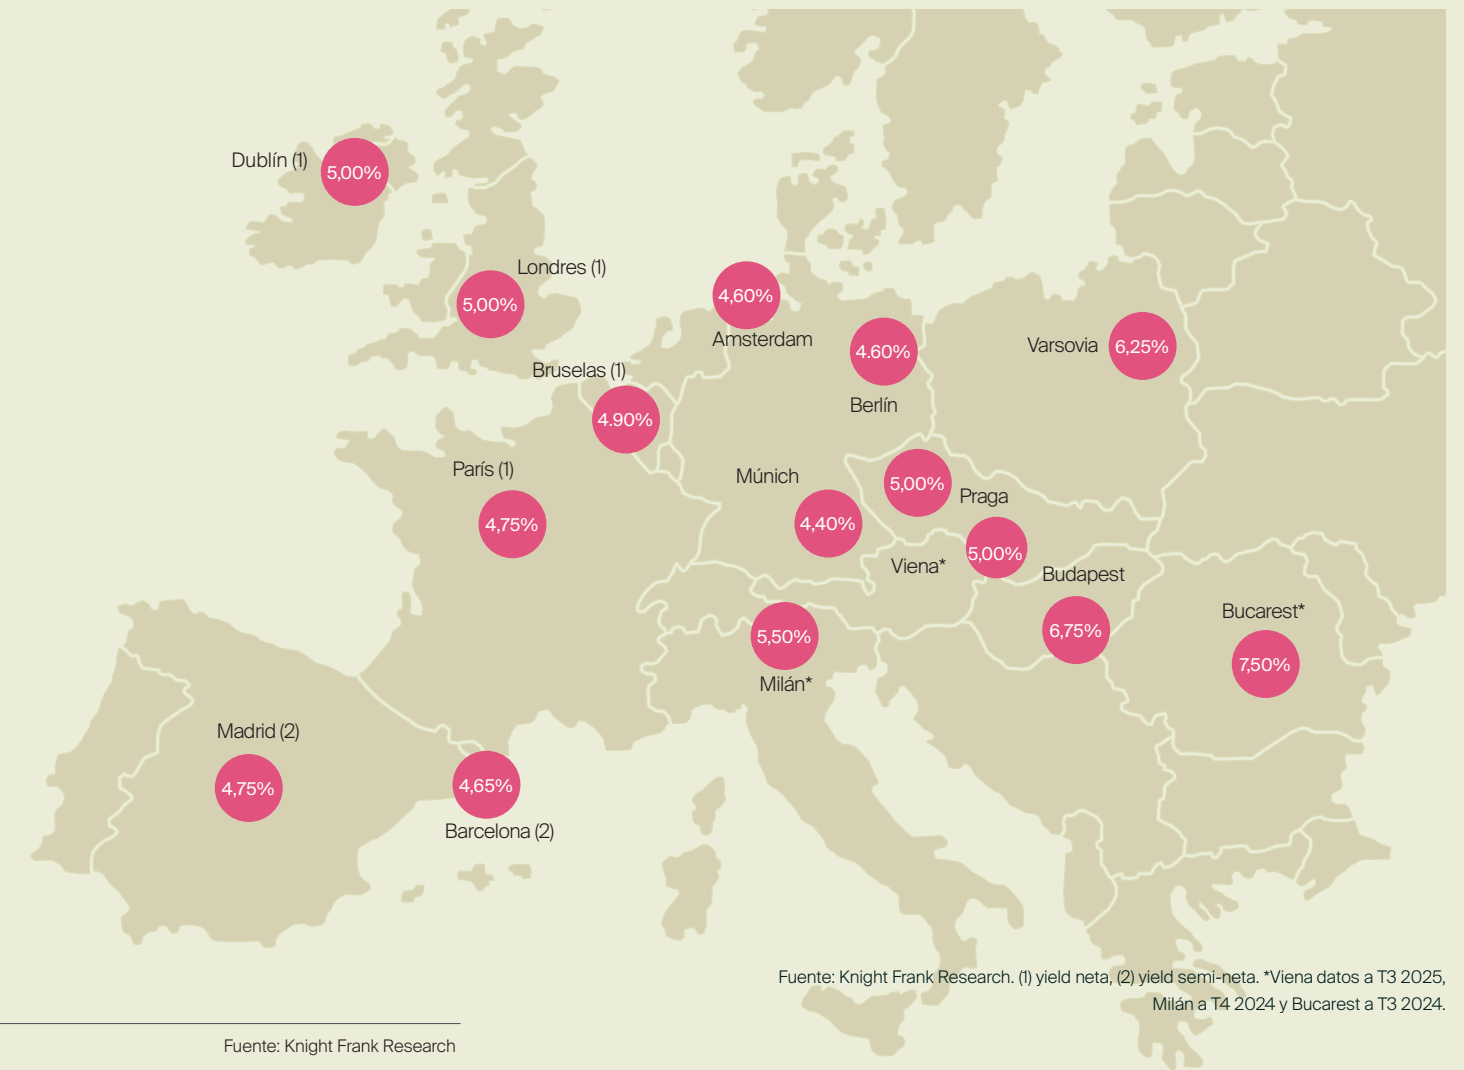 Dublín (1)
5,00%
Londres (1)
5,00%
4,60%
Amsterdam
4.60%
Berlín
Varsovia
6,25%
Bruselas (1)
4.90%
París (1)
4,75%
Múnich
4,40%
5,00%
Praga
5,00%
Viena*
Budapest
6,75%
Bucarest*
7,50%
5,50%
Milán*
Madrid (2)
4,75%
4,65%
Barcelona (2)
Fuente: Knight Frank Research. (1) yield neta, (2) yield semi-neta. *Viena datos a T3 2025,
Milán a T4 2024 y Bucarest a T3 2024.
Fuente: Knight Frank Research